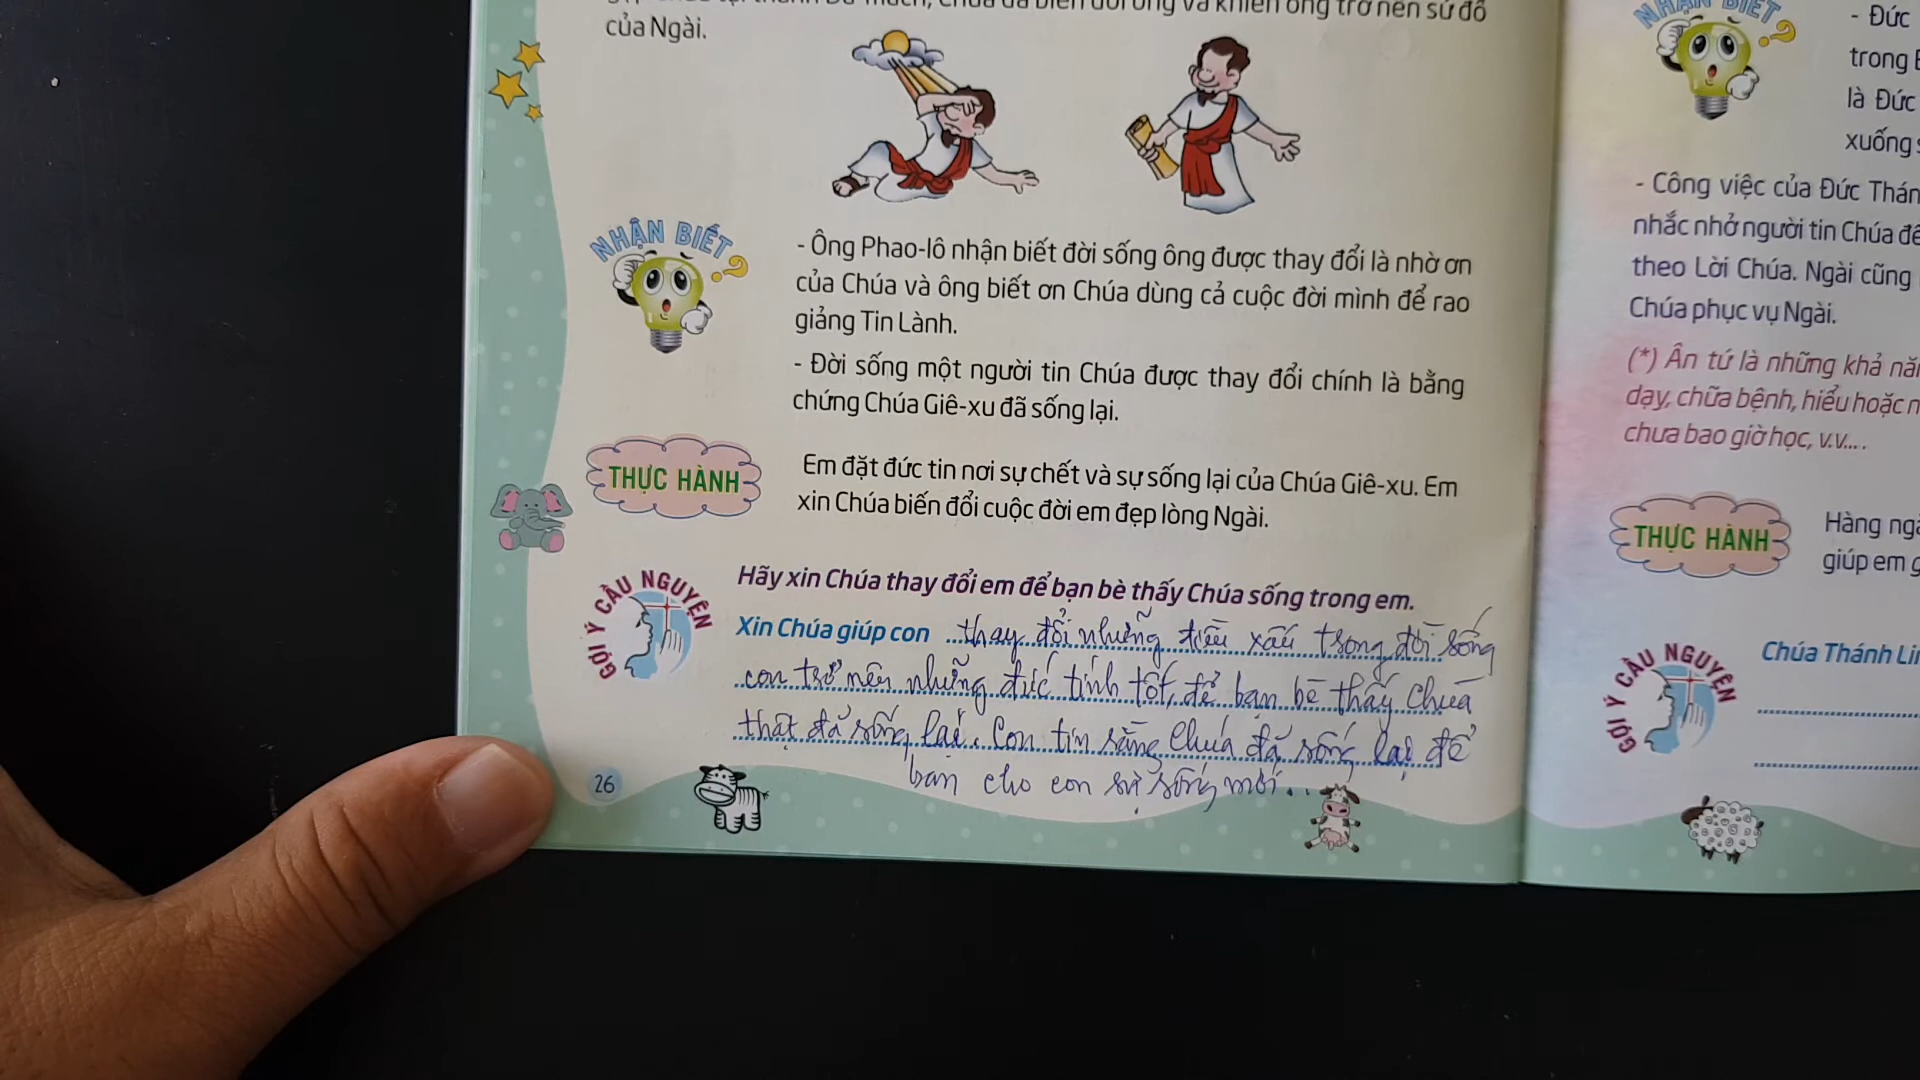 của Ngài.
NHẬN BIẾT?
- Ông Phao-lô nhận biết đời sống ông được thay đổi là nhờ ơn
của Chúa và ông biết ơn Chúa dùng cả cuộc đời mình để rao
giảng Tin Lành.
- Đời sống một người tin Chúa được thay đổi chính là bằng
chứng Chúa Giê-xu đã sống lại.
THỰC HÀNH
Em đặt đức tin nơi sự chết và sự sống lại của Chúa Giê-xu. Em
xin Chúa biến đổi cuộc đời em đẹp lòng Ngài.
GỢI Ý CẦU NGUYỆN
Hãy xin Chúa thay đổi em để bạn bè thấy Chúa sống trong em.
Xin Chúa giúp con thay đổi những điều xấu trong đời sống
con trở nên những đức tính tốt, để bạn bè thấy Chúa
thật đã sống lại. Con tin rằng Chúa đã sống lại để
ban cho con sự sống mới...
26
NHẬN BIẾT?
- Đức
trong
là Đức
xuống
- Công việc của Đức
nhắc nhở người tin Chúa
theo Lời Chúa. Ngài cũng
Chúa phục vụ Ngài.
(*) Ân tứ là những khả
dạy, chữa bệnh, hiểu hoặc
chưa bao giờ học, v.v....
THỰC HÀNH
Hàng
giúp em
GỢI Ý CẦU NGUYỆN
Chúa Thánh